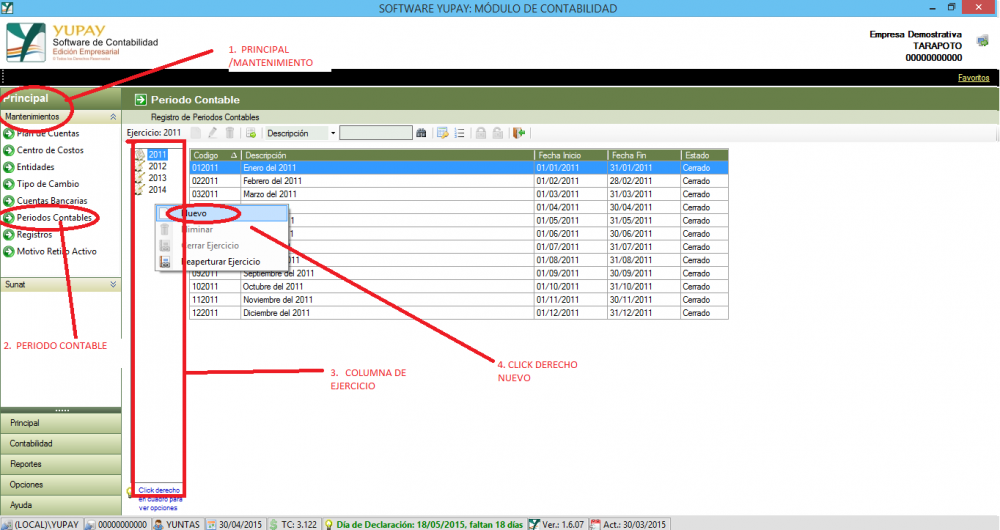 SOFTWARE YUPAY: MÓDULO DE CONTABILIDAD
YUPAY
Software de Contabilidad
Edición Empresarial
© Todos los Derechos Reservados
1. PRINCIPAL
/MANTENIMIENTO
Empresa Demostrativa
TARAPOTO
00000000000
Favoritos
Principal
Periodo Contable
Mantenimientos
Registro de Periodos Contables
Plan de Cuentas
Centro de Costos
Entidades
Tipo de Cambio
Cuentas Bancarias
Periodos Contables
Registros
Motivo Retiro Activo
Sunat
Ejercicio: 2011
Descripción
2011
2012
2013
2014
Codigo Descripción Fecha Inicio Fecha Fin Estado
012011 Enero del 2011 01/01/2011 31/01/2011 Cerrado
022011 Febrero del 2011 01/02/2011 28/02/2011 Cerrado
032011 Marzo del 2011 01/03/2011 31/03/2011 Cerrado
01/04/2011 30/04/2011 Cerrado
2011 01/05/2011 31/05/2011 Cerrado
2011 01/06/2011 30/06/2011 Cerrado
2011 01/07/2011 31/07/2011 Cerrado
2011 01/08/2011 31/08/2011 Cerrado
092011 Septiembre del 2011 01/09/2011 30/09/2011 Cerrado
102011 Octubre del 2011 01/10/2011 31/10/2011 Cerrado
112011 Noviembre del 2011 01/11/2011 30/11/2011 Cerrado
122011 Diciembre del 2011 01/12/2011 31/12/2011 Cerrado
Nuevo
Eliminar
Cerrar Ejercicio
Reaperturar Ejercicio
2. PERIODO CONTABLE
3. COLUMNA DE
EJERCICIO
4. CLICK DERECHO
NUEVO
Principal
Contabilidad
Reportes
Opciones
Ayuda
Click derecho
en cuadro para
ver opciones
(LOCAL)\YUPAY 00000000000 YUNTAS 30/04/2015 TC: 3.122 Día de Declaración: 18/05/2015, faltan 18 días Ver.: 1.6.07 Act.: 30/03/2015